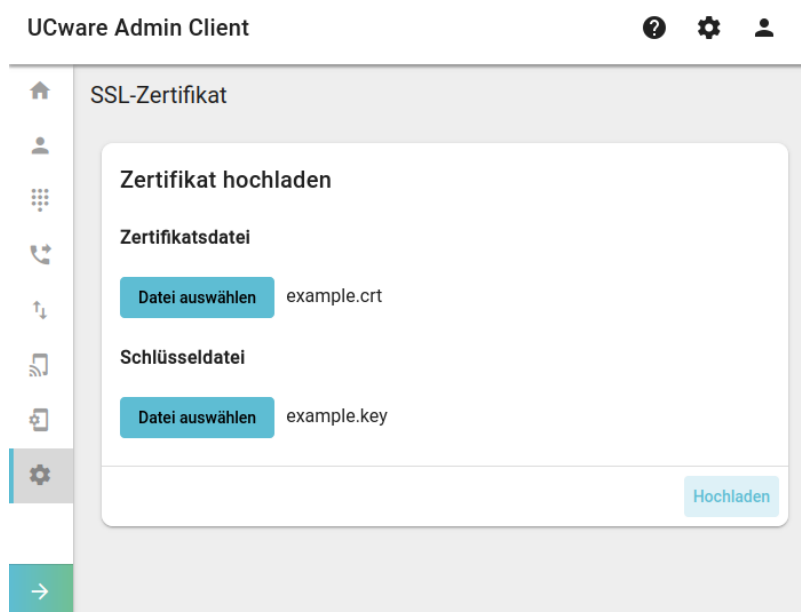 UCware Admin Client
SSL-Zertifikat
Zertifikat hochladen
Zertifikatsdatei
Datei auswählen example.crt
Schlüsseldatei
Datei auswählen example.key
Hochladen